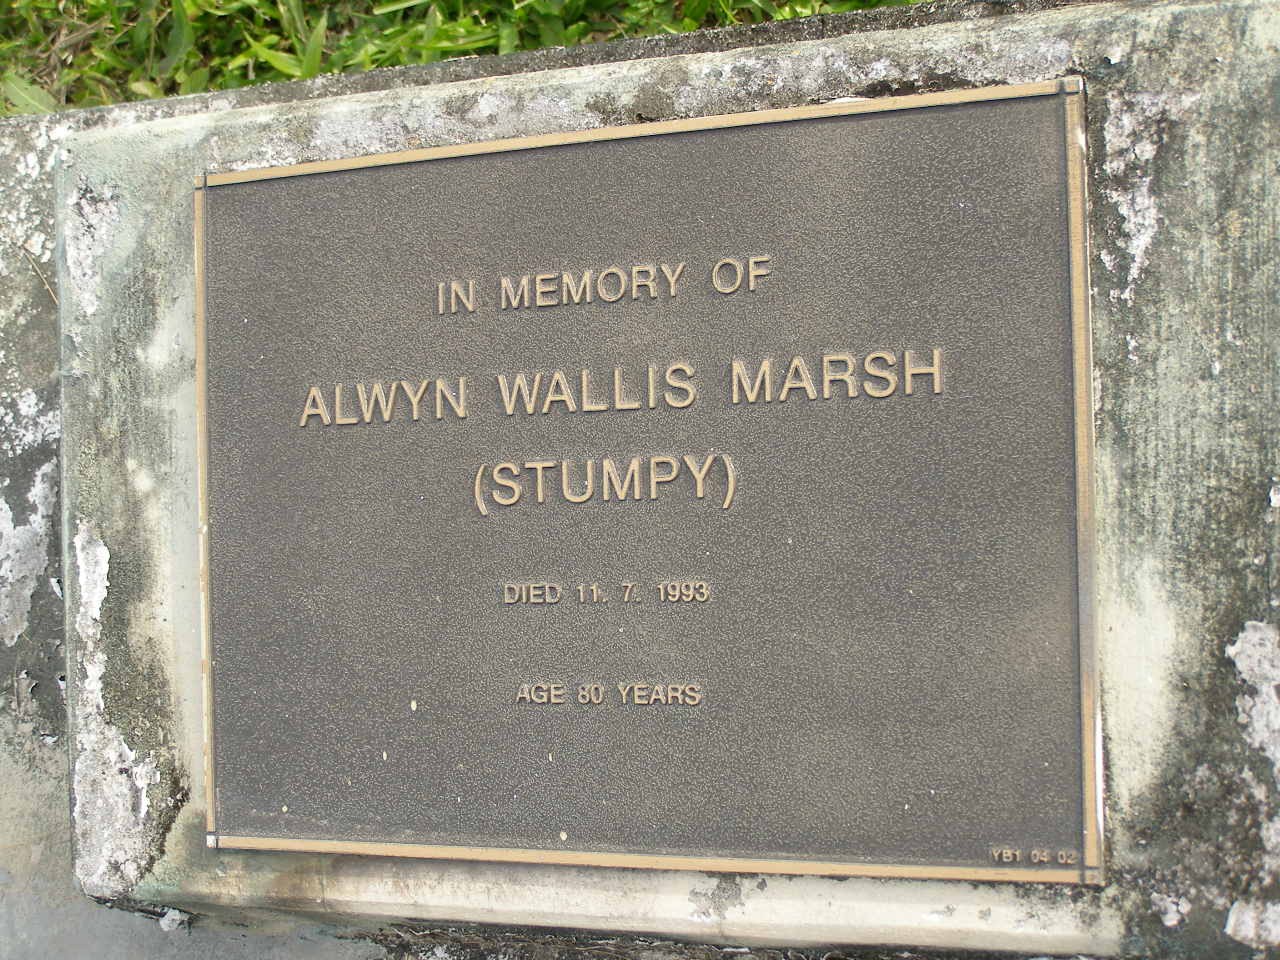 IN MEMORY OF
ALWYN WALLIS MARSH
(STUMPY)
DIED 11. 7. 1993
AGE 80 YEARS
YB1 04 02